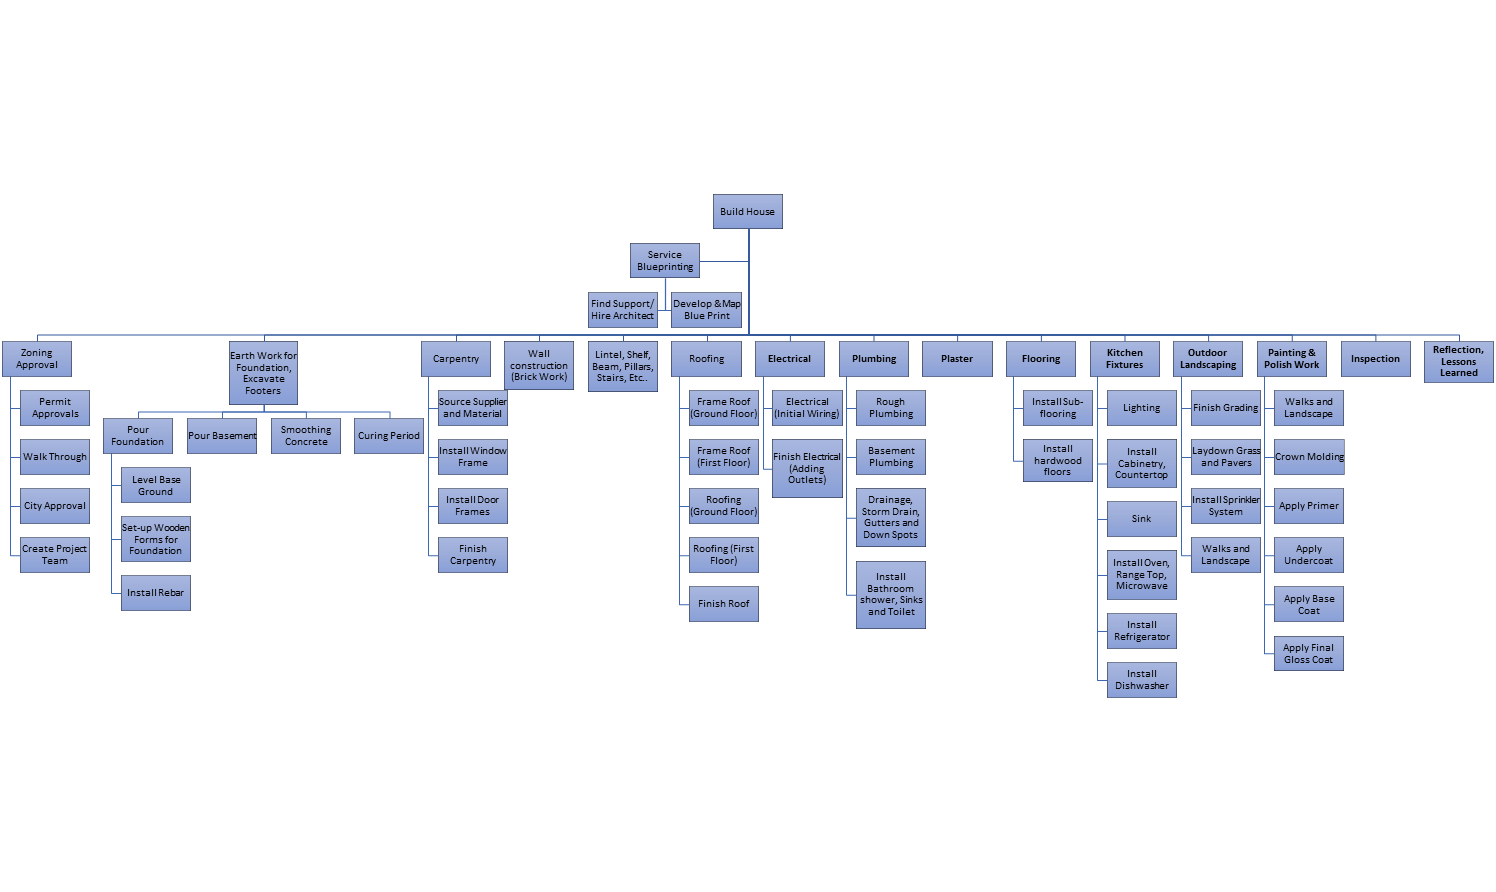 Build House
Service
Blueprinting
Find Support/
Hire Architect
Develop & Map
Blue Print
Zoning
Approval
Permit
Approvals
Walk Through
City Approval
Create Project
Team
Earth Work for
Foundation,
Excavate
Footers
Pour
Foundation
Level Base
Ground
Set-up Wooden
Forms for
Foundation
Install Rebar
Pour Basement
Smoothing
Concrete
Curing Period
Carpentry
Source Supplier
and Material
Install Window
Frame
Install Door
Frames
Finish
Carpentry
Wall
construction
(Brick Work)
Lintel, Shelf,
Beam, Pillars,
Stairs, Etc..
Roofing
Frame Roof
(Ground Floor)
Frame Roof
(First Floor)
Roofing
(Ground Floor)
Roofing (First
Floor)
Finish Roof
Electrical
Electrical
(Initial Wiring)
Finish Electrical
(Adding
Outlets)
Plumbing
Rough
Plumbing
Basement
Plumbing
Drainage,
Storm Drain,
Gutters and
Down Spots
Install
Bathroom
shower, Sinks
and Toilet
Plaster
Flooring
Install Sub-
flooring
Install
hardwood
floors
Kitchen
Fixtures
Lighting
Install
Cabinetry,
Countertop
Sink
Install Oven,
Range Top,
Microwave
Install
Refrigerator
Install
Dishwasher
Outdoor
Landscaping
Finish Grading
Laydown Grass
and Pavers
Install Sprinkler
System
Walks and
Landscape
Painting &
Polish Work
Walks and
Landscape
Crown Molding
Apply Primer
Apply
Undercoat
Apply Base
Coat
Apply Final
Gloss Coat
Inspection
Reflection,
Lessons
Learned